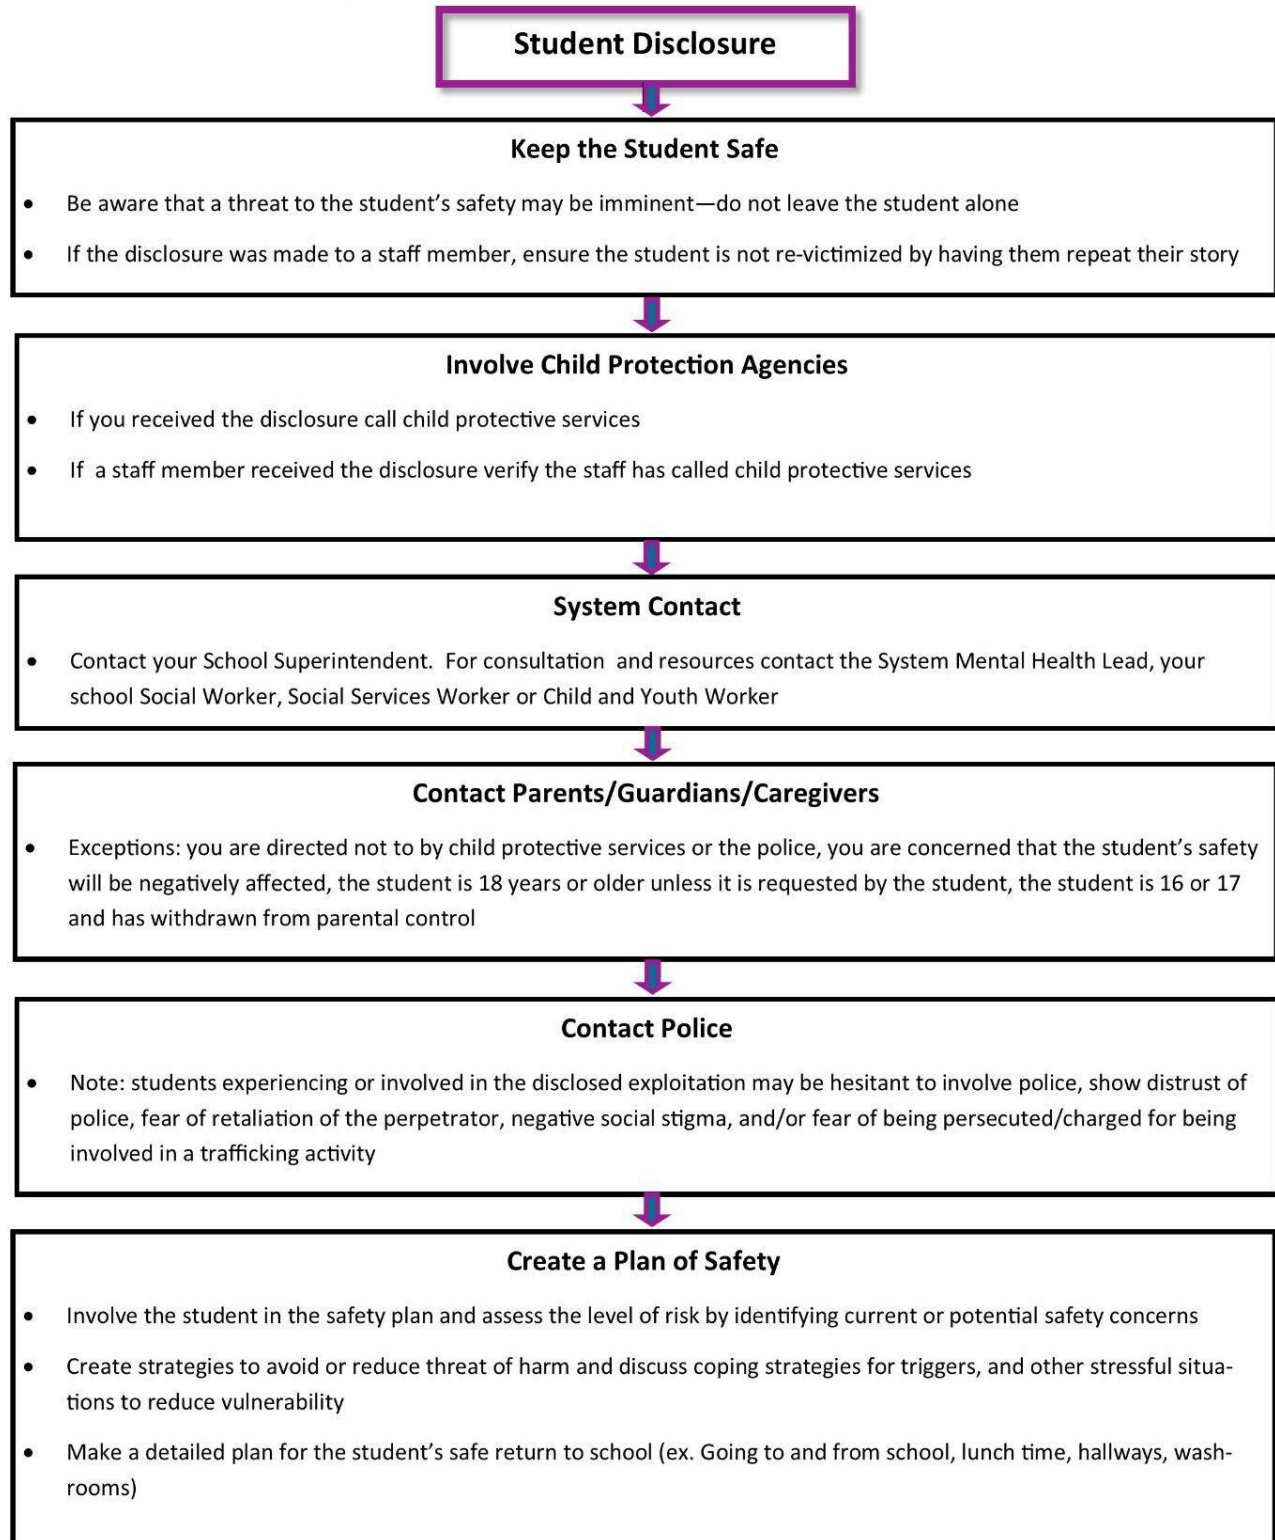 Student Disclosure
Keep the Student Safe
• Be aware that a threat to the student’s safety may be imminent—do not leave the student alone
• If the disclosure was made to a staff member, ensure the student is not re-victimized by having them repeat their story
Involve Child Protection Agencies
• If you received the disclosure call child protective services
• If  a staff member received the disclosure verify the staff has called child protective services
System Contact
• Contact your School Superintendent.  For consultation  and resources contact the System Mental Health Lead, your
school Social Worker, Social Services Worker or Child and Youth Worker
Contact Parents/Guardians/Caregivers
• Exceptions: you are directed not to by child protective services or the police, you are concerned that the student’s safety
will be negatively affected, the student is 18 years or older unless it is requested by the student, the student is 16 or 17
and has withdrawn from parental control
Contact Police
• Note: students experiencing or involved in the disclosed exploitation may be hesitant to involve police, show distrust of
police, fear of retaliation of the perpetrator, negative social stigma, and/or fear of being persecuted/charged for being
involved in a trafficking activity
Create a Plan of Safety
• Involve the student in the safety plan and assess the level of risk by identifying current or potential safety concerns
• Create strategies to avoid or reduce threat of harm and discuss coping strategies for triggers, and other stressful situa-
tions to reduce vulnerability
• Make a detailed plan for the student’s safe return to school (ex. Going to and from school, lunch time, hallways, wash-
rooms)